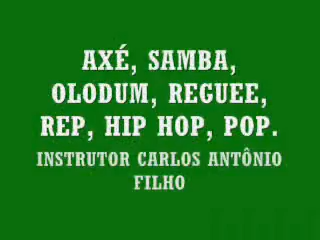 AXÉ, SAMBA,
OLODUM, REGUEE,
REP, HIP HOP, POP.
INSTRUTOR CARLOS ANTÔNIO
FILHO